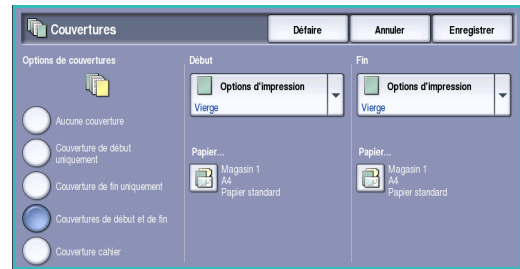 Couvertures
Défaire
Annuler
Enregistrer
Options de couvertures
Aucune couverture
Couverture de début
uniquement
Couverture de fin uniquement
Couvertures de début et de fin
Couverture cahier
Début
Options d'impression
Vierge
Papier...
Magasin 1
A4
Papier standard
Fin
Options d'impression
Vierge
Papier...
Magasin 1
A4
Papier standard